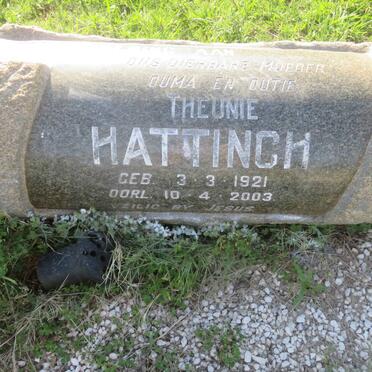 ONS DIERBARE MOEDER
OUMA EN OUTIE
THEUNIE
HATTINGH
GEB. 3 - 3 - 1921
OORL. 10 - 4 - 2003
VEILIG BY JESUS